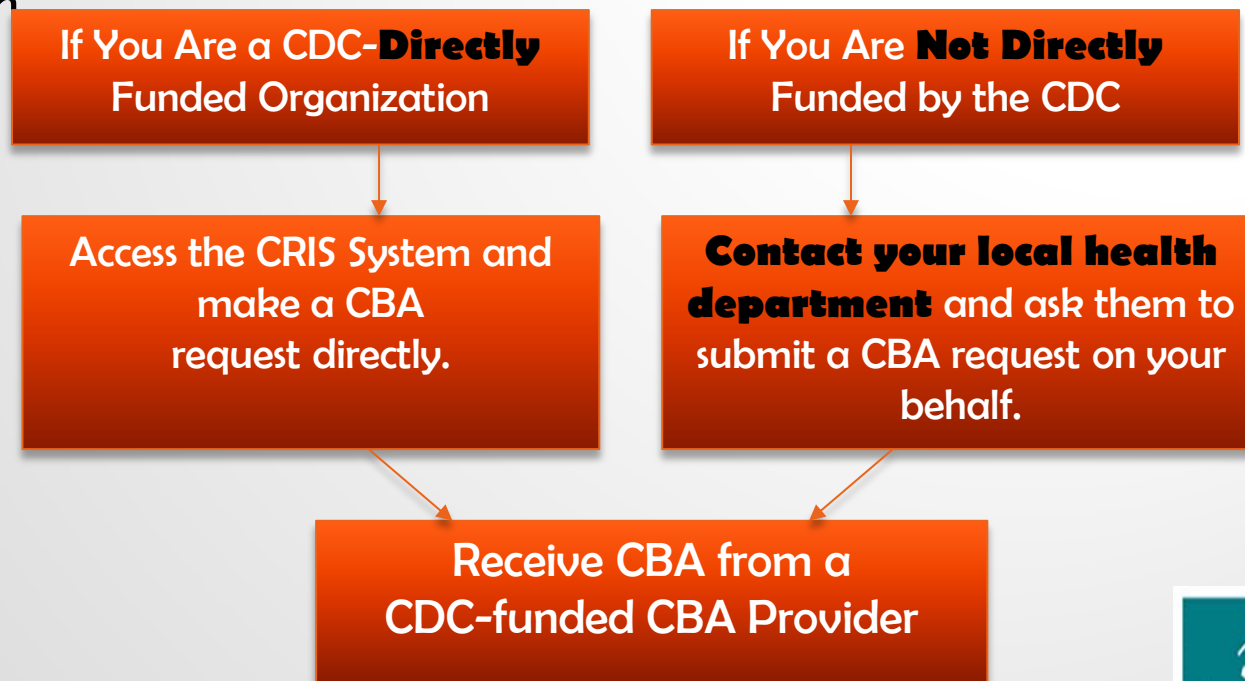 If You Are a CDC-Directly
Funded Organization
If You Are Not Directly
Funded by the CDC
Access the CRIS System and
make a CBA
request directly.
Contact your local health
department and ask them to
submit a CBA request on your
behalf.
Receive CBA from a
CDC-funded CBA Provider